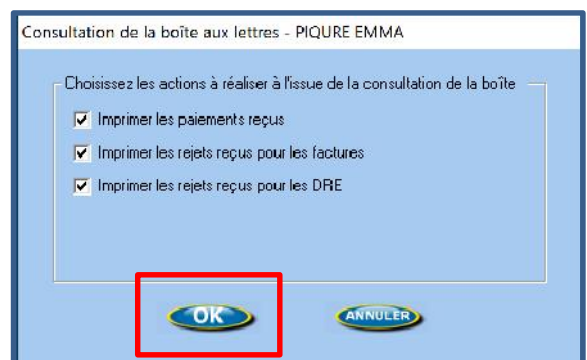 Consultation de la boîte aux lettres - PIQURE EMMA
Choisissez les actions à réaliser à l'issue de la consultation de la boîte
Imprimer les paiements reçus
Imprimer les rejets reçus pour les factures
Imprimer les rejets reçus pour les DRE
OK ANNULER